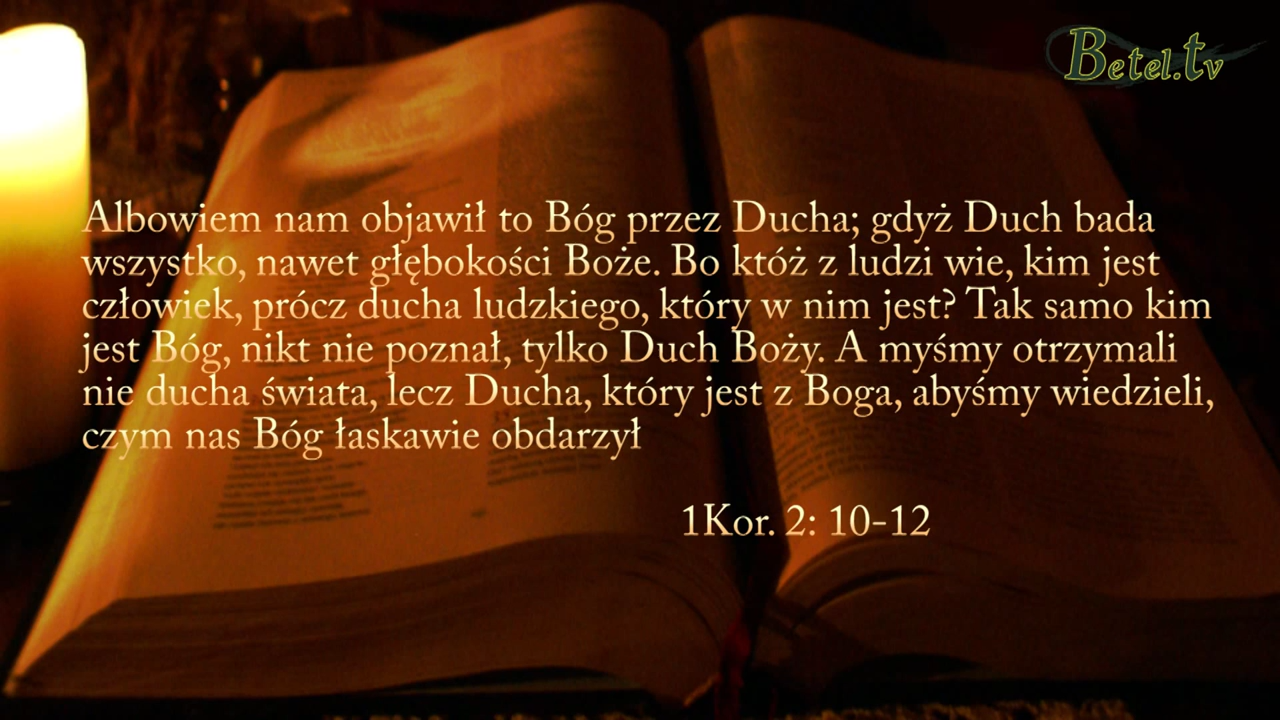 Betel.tv
Albowiem nam objawił to Bóg przez Ducha; gdyż Duch bada
wszystko, nawet głębokości Boże. Bo któż z ludzi wie, kim jest
człowiek, prócz ducha ludzkiego, który w nim jest? Tak samo kim
jest Bóg, nikt nie poznał, tylko Duch Boży. A myśmy otrzymali
nie ducha świata, lecz Ducha, który jest z Boga, abyśmy wiedzieli,
czym nas Bóg łaskawie obdarzył
1Kor. 2: 10-12